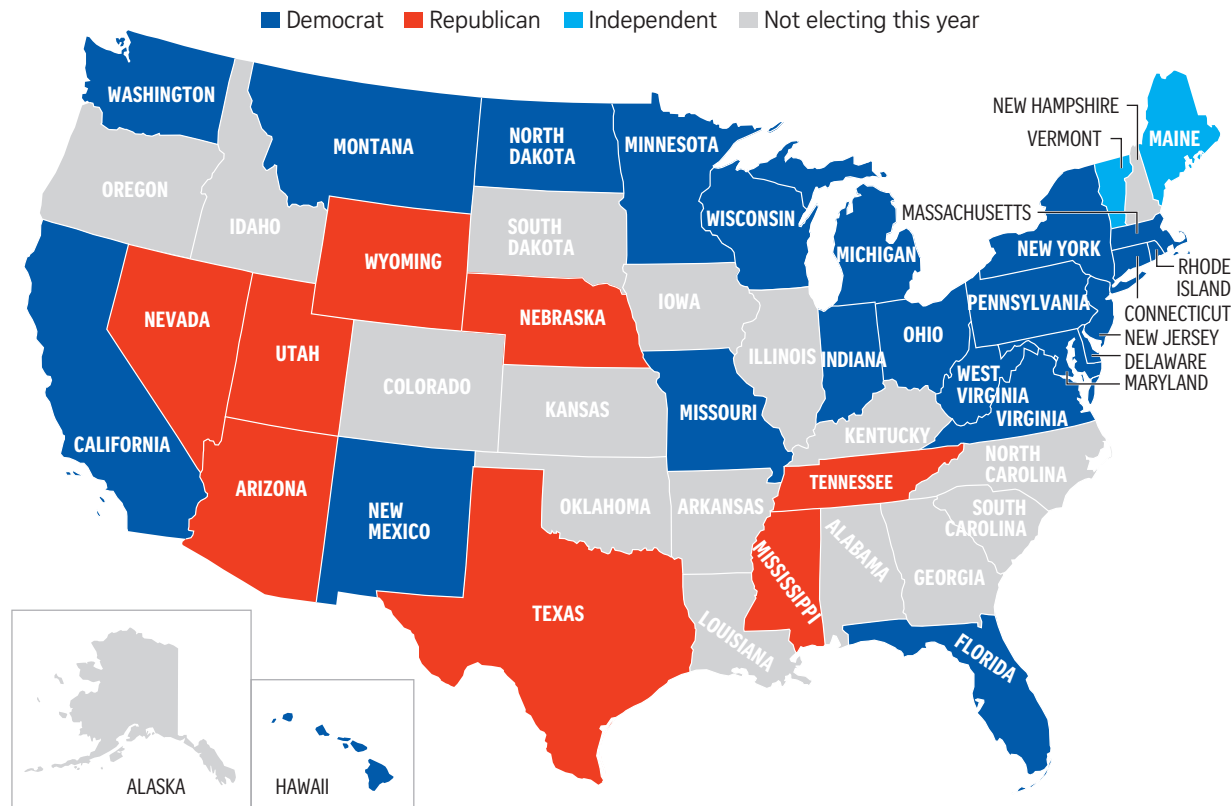 Democrat Republican Independent Not electing this year
WASHINGTON
MONTANA
NORTH
DAKOTA
MINNESOTA
NEW HAMPSHIRE
VERMONT
MAINE
OREGON
IDAHO
SOUTH
DAKOTA
WISCONSIN
MICHIGAN
MASSACHUSETTS
NEW YORK
WYOMING
RHODE
ISLAND
NEVADA
UTAH
NEBRASKA
IOWA
PENNSYLVANIA
CONNECTICUT
NEW JERSEY
DELAWARE
MARYLAND
ILLINOIS
INDIANA
OHIO
COLORADO
KANSAS
MISSOURI
WEST
VIRGINIA
VIRGINIA
CALIFORNIA
KENTUCKY
NORTH
CAROLINA
ARIZONA
NEW
MEXICO
OKLAHOMA
ARKANSAS
TENNESSEE
SOUTH
CAROLINA
MISSISSIPPI
ALABAMA
GEORGIA
TEXAS
LOUISIANA
FLORIDA
ALASKA
HAWAII